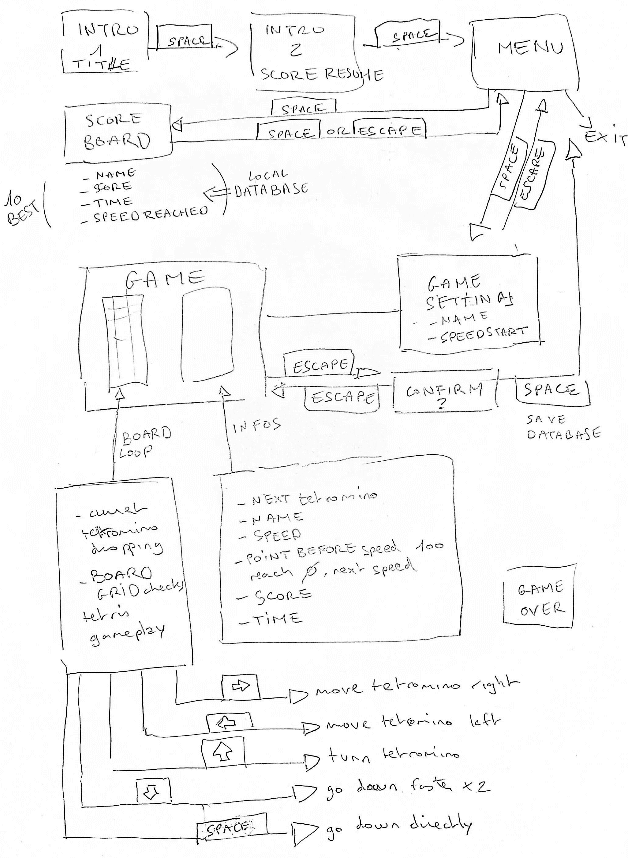 INTRO
1
TITLE
SPACE
INTRO
2
SCORE RESUME
SPACE
MENU
SPACE
SCORE
BOARD
SPACE OR ESCAPE
EXIT
10
BEST
- NAME
- SCORE
- TIME
- SPEED REACHED
LOCAL
DATABASE
SPACE
ESCAPE
GAME
GAME
SETTINGS
- NAME
- SPEEDSTART
ESCAPE
ESCAPE
CONFIRM
?
SPACE
SAVE
DATABASE
BOARD
LOOP
INFOS
- current
tetromino
dropping
- BOARD
GRID checks
tetris
gameplay
- NEXT tetromino
- NAME
- SPEED
- POINT BEFORE speed 100
reach Ø, next speed
- SCORE
- TIME
GAME
OVER
move tetromino right
move tetromino left
turn tetromino
go down faster x2
SPACE
go down directly